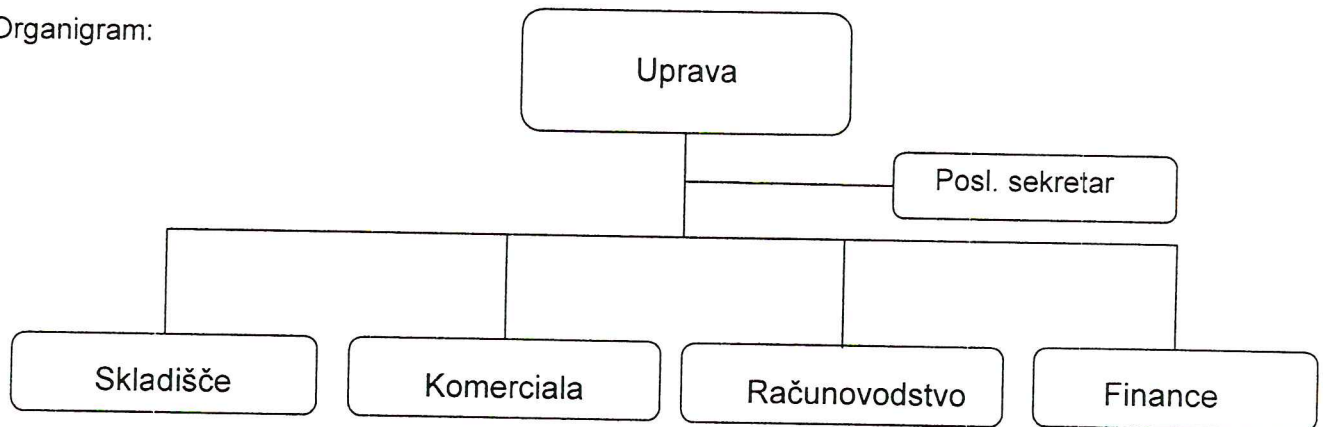 Organigram:
Uprava
Posl. sekretar
Skladišče
Komerciala
Računovodstvo
Finance